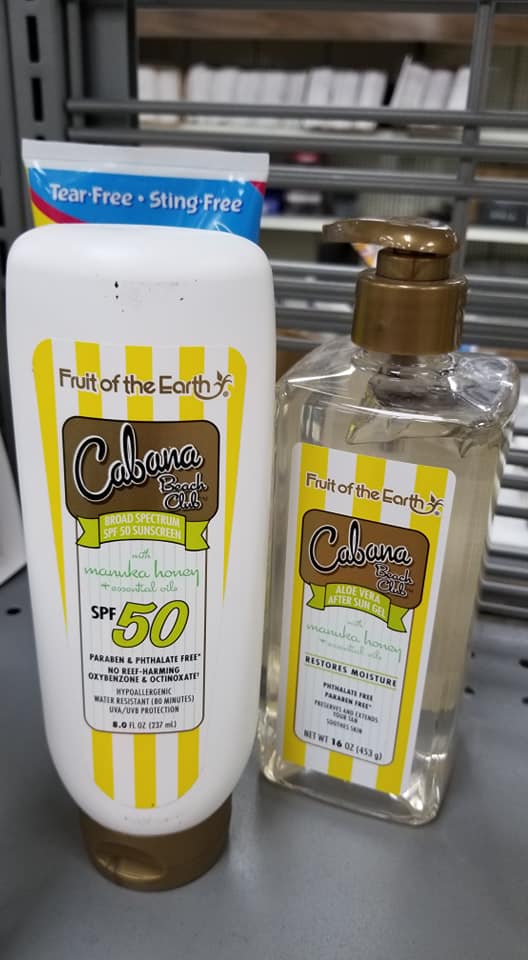 Tear-Free • Sting-Free
Fruit of the Earth
Cabana
Beach
Club™
BROAD SPECTRUM
SPF 50 SUNSCREEN
with
manuka honey
+ essential oils
SPF 50
PARABEN & PHTHALATE FREE*
NO REEF-HARMING
OXYBENZONE & OCTINOXATE†
HYPOALLERGENIC
WATER RESISTANT (80 MINUTES)
UVA/UVB PROTECTION
8.0 FL OZ (237 mL)
Fruit of the Earth
Cabana
Beach
Club™
ALOE VERA
AFTER SUN GEL
with
manuka honey
+ essential oils
RESTORES MOISTURE
PHTHALATE FREE
PARABEN FREE*
PRESERVES AND EXTENDS
YOUR TAN
SOOTHES SKIN
NET WT 16 OZ (453 g)